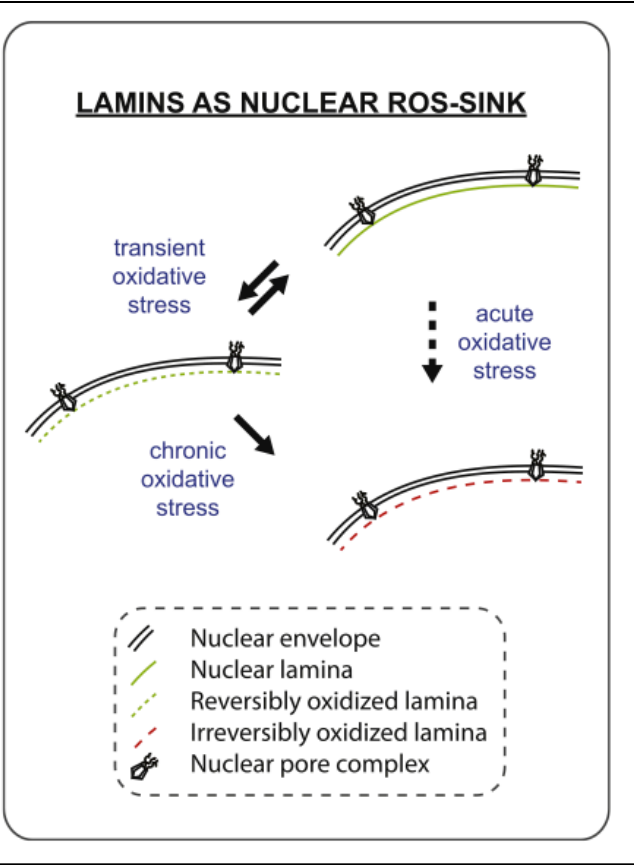 LAMINS AS NUCLEAR ROS-SINK
transient
oxidative
stress
acute
oxidative
stress
chronic
oxidative
stress
Nuclear envelope
Nuclear lamina
Reversibly oxidized lamina
Irreversibly oxidized lamina
Nuclear pore complex